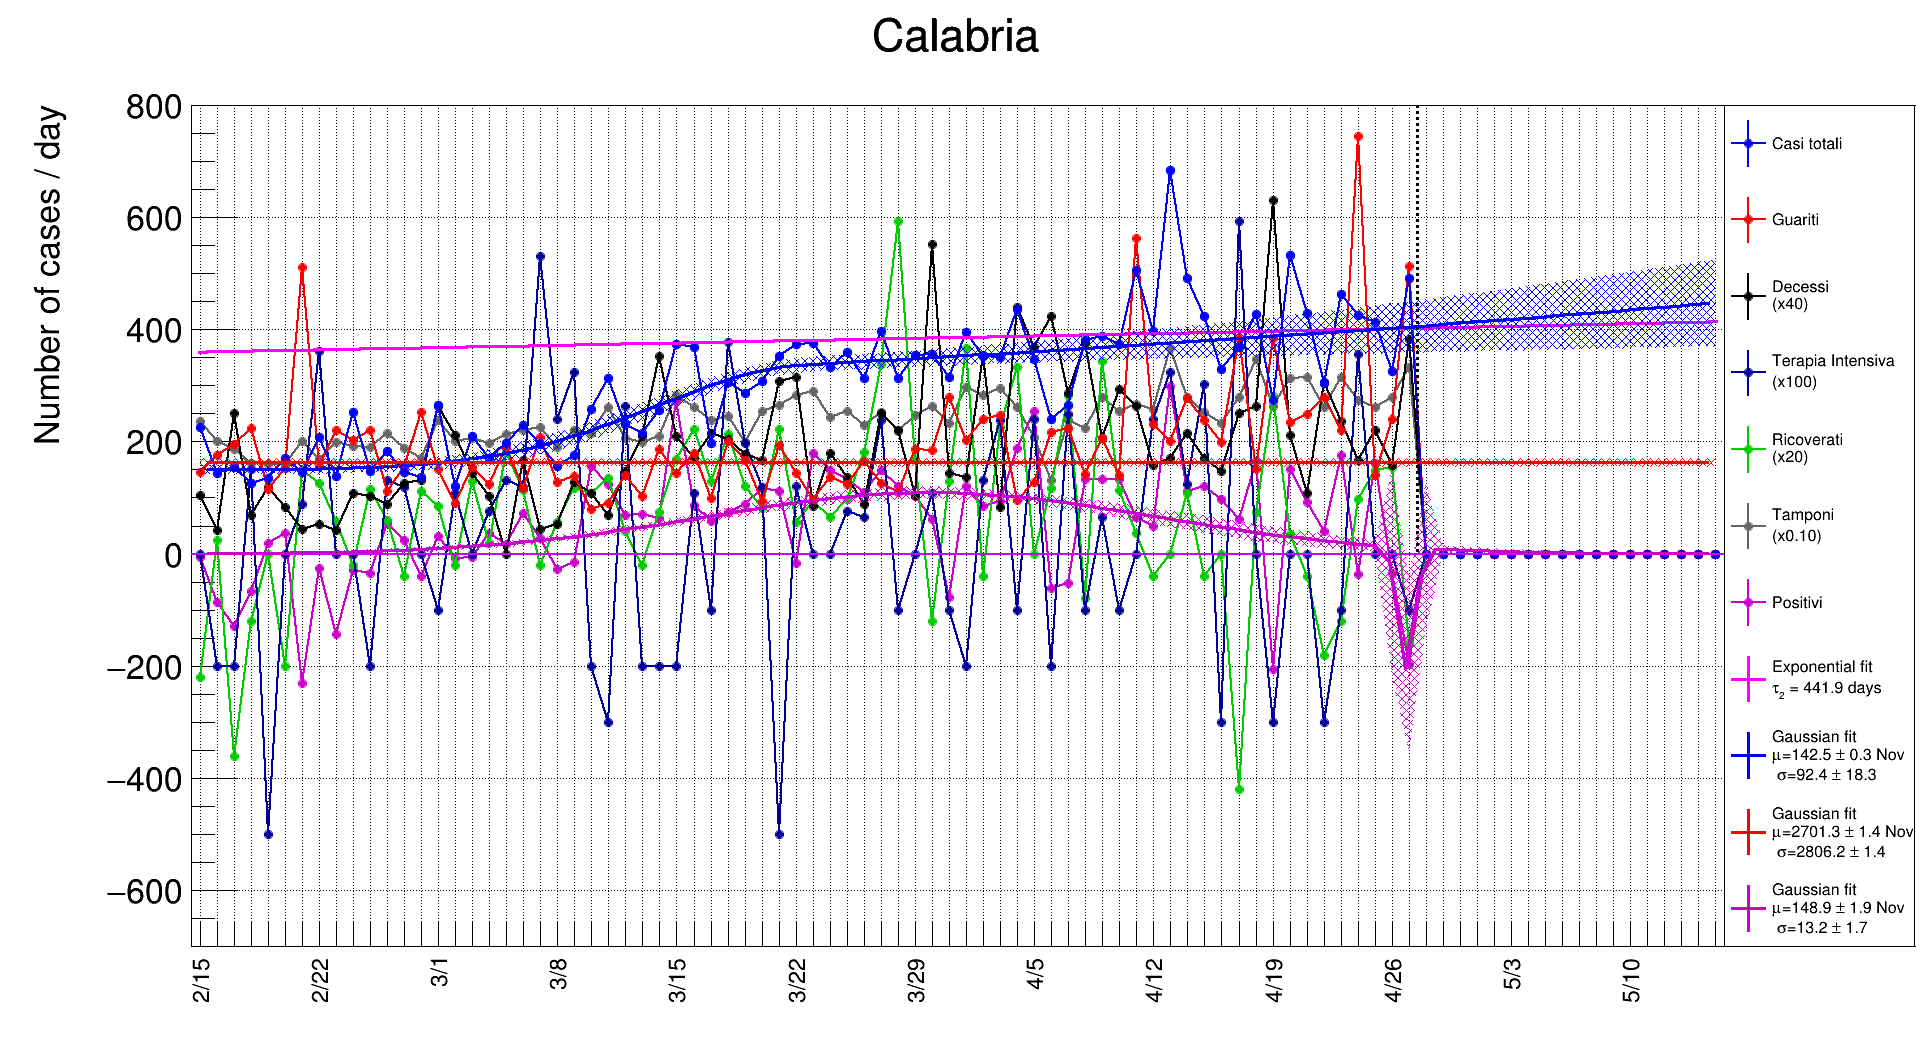 Calabria
Number of cases / day
800
600
400
200
0
−200
−400
−600
2/15
2/22
3/1
3/8
3/15
3/22
3/29
4/5
4/12
4/19
4/26
5/3
5/10
Casi totali
Guariti
Decessi
(x40)
Terapia Intensiva
(x100)
Ricoverati
(x20)
Tamponi
(x0.10)
Positivi
Exponential fit
τ2 = 441.9 days
Gaussian fit
μ=142.5 ± 0.3 Nov
σ=92.4 ± 18.3
Gaussian fit
μ=2701.3 ± 1.4 Nov
σ=2806.2 ± 1.4
Gaussian fit
μ=148.9 ± 1.9 Nov
σ=13.2 ± 1.7